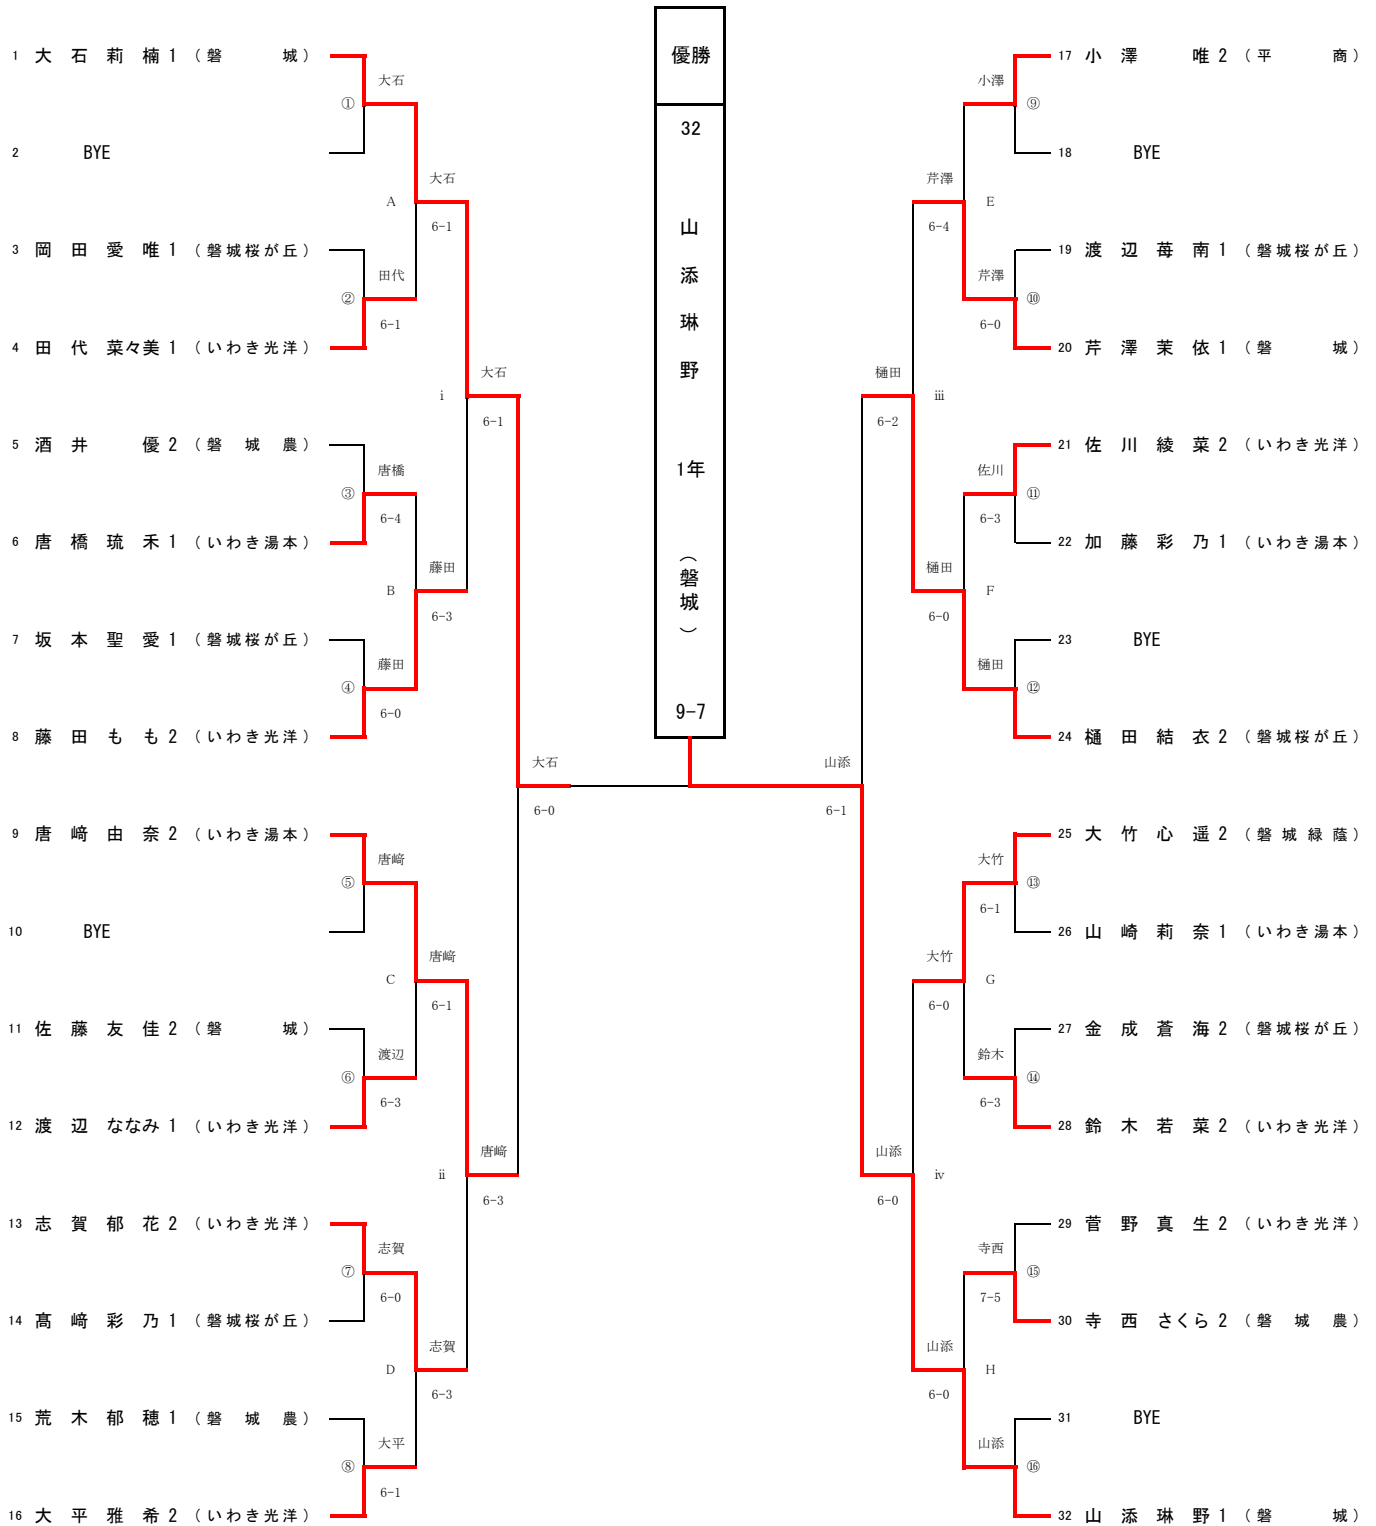 優勝
32
山添琳野
1年
（磐城）
9-7
1 大石莉楠 1 （磐城）
2 BYE
3 岡田愛唯 1 （磐城桜が丘）
4 田代菜々美 1 （いわき光洋）
5 酒井優 2 （磐城農）
6 唐橋琉禾 1 （いわき湯本）
7 坂本聖愛 1 （磐城桜が丘）
8 藤田もも 2 （いわき光洋）
9 唐﨑由奈 2 （いわき湯本）
10 BYE
11 佐藤友佳 2 （磐城）
12 渡辺ななみ 1 （いわき光洋）
13 志賀郁花 2 （いわき光洋）
14 髙﨑彩乃 1 （磐城桜が丘）
15 荒木郁穂 1 （磐城農）
16 大平雅希 2 （いわき光洋）
大石
①
田代
②
6-1
唐橋
③
6-4
藤田
④
6-0
唐﨑
⑤
渡辺
⑥
6-3
志賀
⑦
6-0
大平
⑧
6-1
大石
A
6-1
藤田
B
6-3
唐﨑
C
6-1
志賀
D
6-3
大石
i
6-1
唐﨑
ii
6-3
大石
6-0
山添
6-1
樋田
iii
6-2
山添
iv
6-0
芹澤
E
6-4
樋田
F
6-0
大竹
G
6-0
山添
H
6-0
小澤
⑨
芹澤
⑩
6-0
佐川
⑪
6-3
樋田
⑫
大竹
⑬
6-1
鈴木
⑭
6-3
寺西
⑮
7-5
山添
⑯
17 小澤唯 2 （平商）
18 BYE
19 渡辺苺南 1 （磐城桜が丘）
20 芹澤茉依 1 （磐城）
21 佐川綾菜 2 （いわき光洋）
22 加藤彩乃 1 （いわき湯本）
23 BYE
24 樋田結衣 2 （磐城桜が丘）
25 大竹心遥 2 （磐城緑蔭）
26 山崎莉奈 1 （いわき湯本）
27 金成蒼海 2 （磐城桜が丘）
28 鈴木若菜 2 （いわき光洋）
29 菅野真生 2 （いわき光洋）
30 寺西さくら 2 （磐城農）
31 BYE
32 山添琳野 1 （磐城）